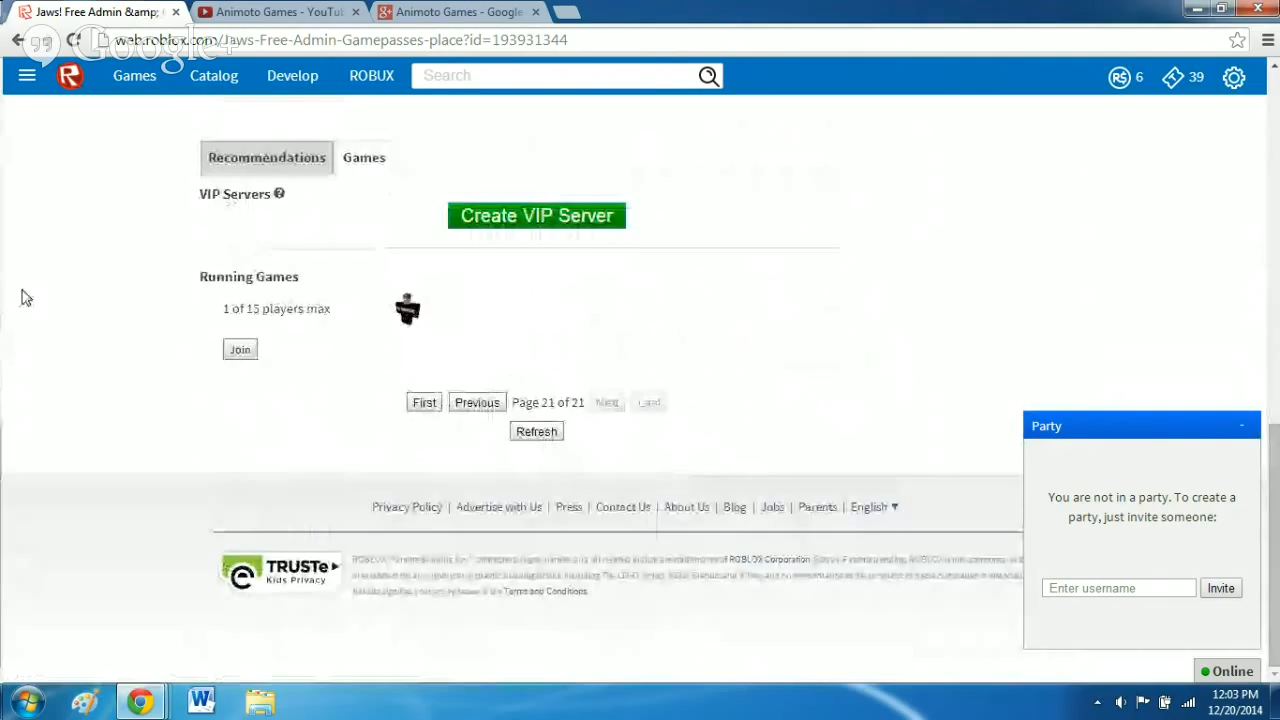 Jaws! Free Admin &amp;
Animoto Games - YouTub
Animoto Games - Google
Google+
web.roblox.com/Jaws-Free-Admin-Gamepasses-place?id=193931344
Games
Catalog
Develop
ROBUX
Search
R$ 6
39
Recommendations
Games
VIP Servers
Create VIP Server
Running Games
1 of 15 players max
Join
First
Previous
Page 21 of 21
Next
Last
Refresh
Party
-
You are not in a party. To create a
party, just invite someone:
Enter username
Invite
Privacy Policy | Advertise with Us | Press | Contact Us | About Us | Blog | Jobs | Parents | English ▼
TRUSTe
Kids Privacy
ROBLOX Corporation
Terms and Conditions.
Online
12:03 PM
12/20/2014